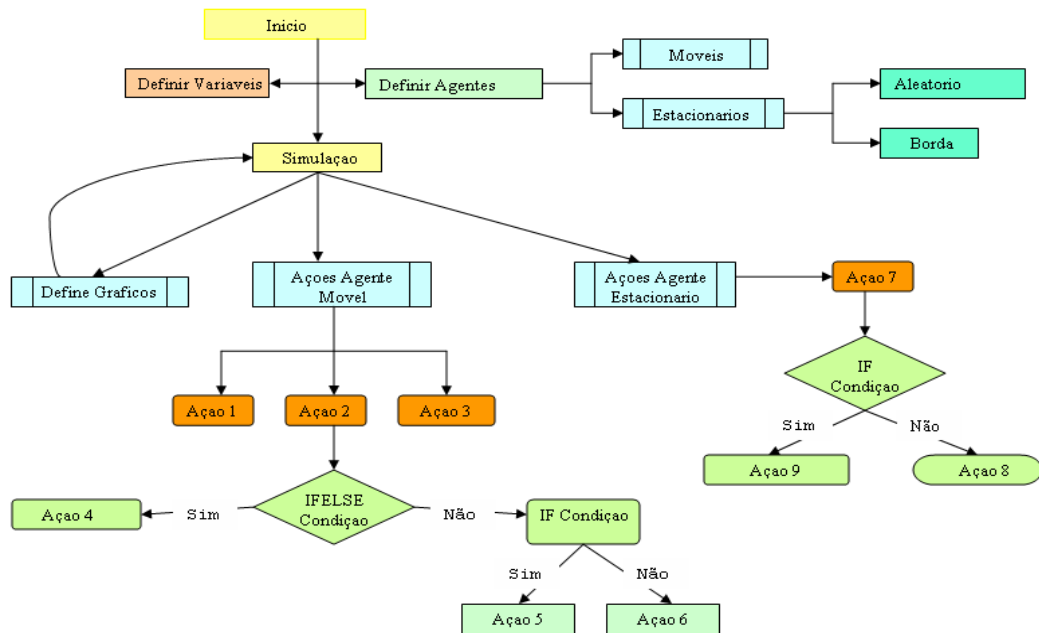 Inicio
Definir Variaveis
Definir Agentes
Moveis
Estacionarios
Aleatorio
Borda
Simulaçao
Define Graficos
Açoes Agente
Movel
Açoes Agente
Estacionario
Açao 7
IF
Condiçao
Sim
Não
Açao 9
Açao 8
Açao 1
Açao 2
Açao 3
IFELSE
Condiçao
Açao 4
Sim
Não
IF Condiçao
Sim
Não
Açao 5
Açao 6